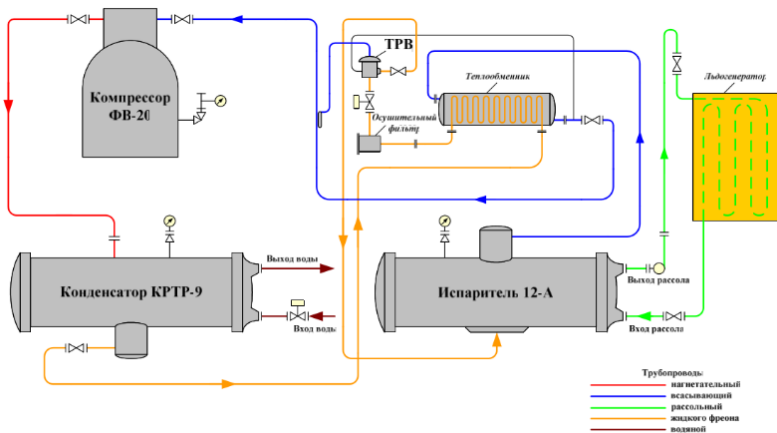 ТРВ
Теплообменник
Льдогенератор
Компрессор
ФВ-20
Осушительный
фильтр
Выход воды
Конденсатор КРТР-9
Вход воды
Испаритель 12-А
Выход рассола
Вход рассола
Трубопроводы
нагнетательный
всасывающий
рассольный
жидкого фреона
водяной